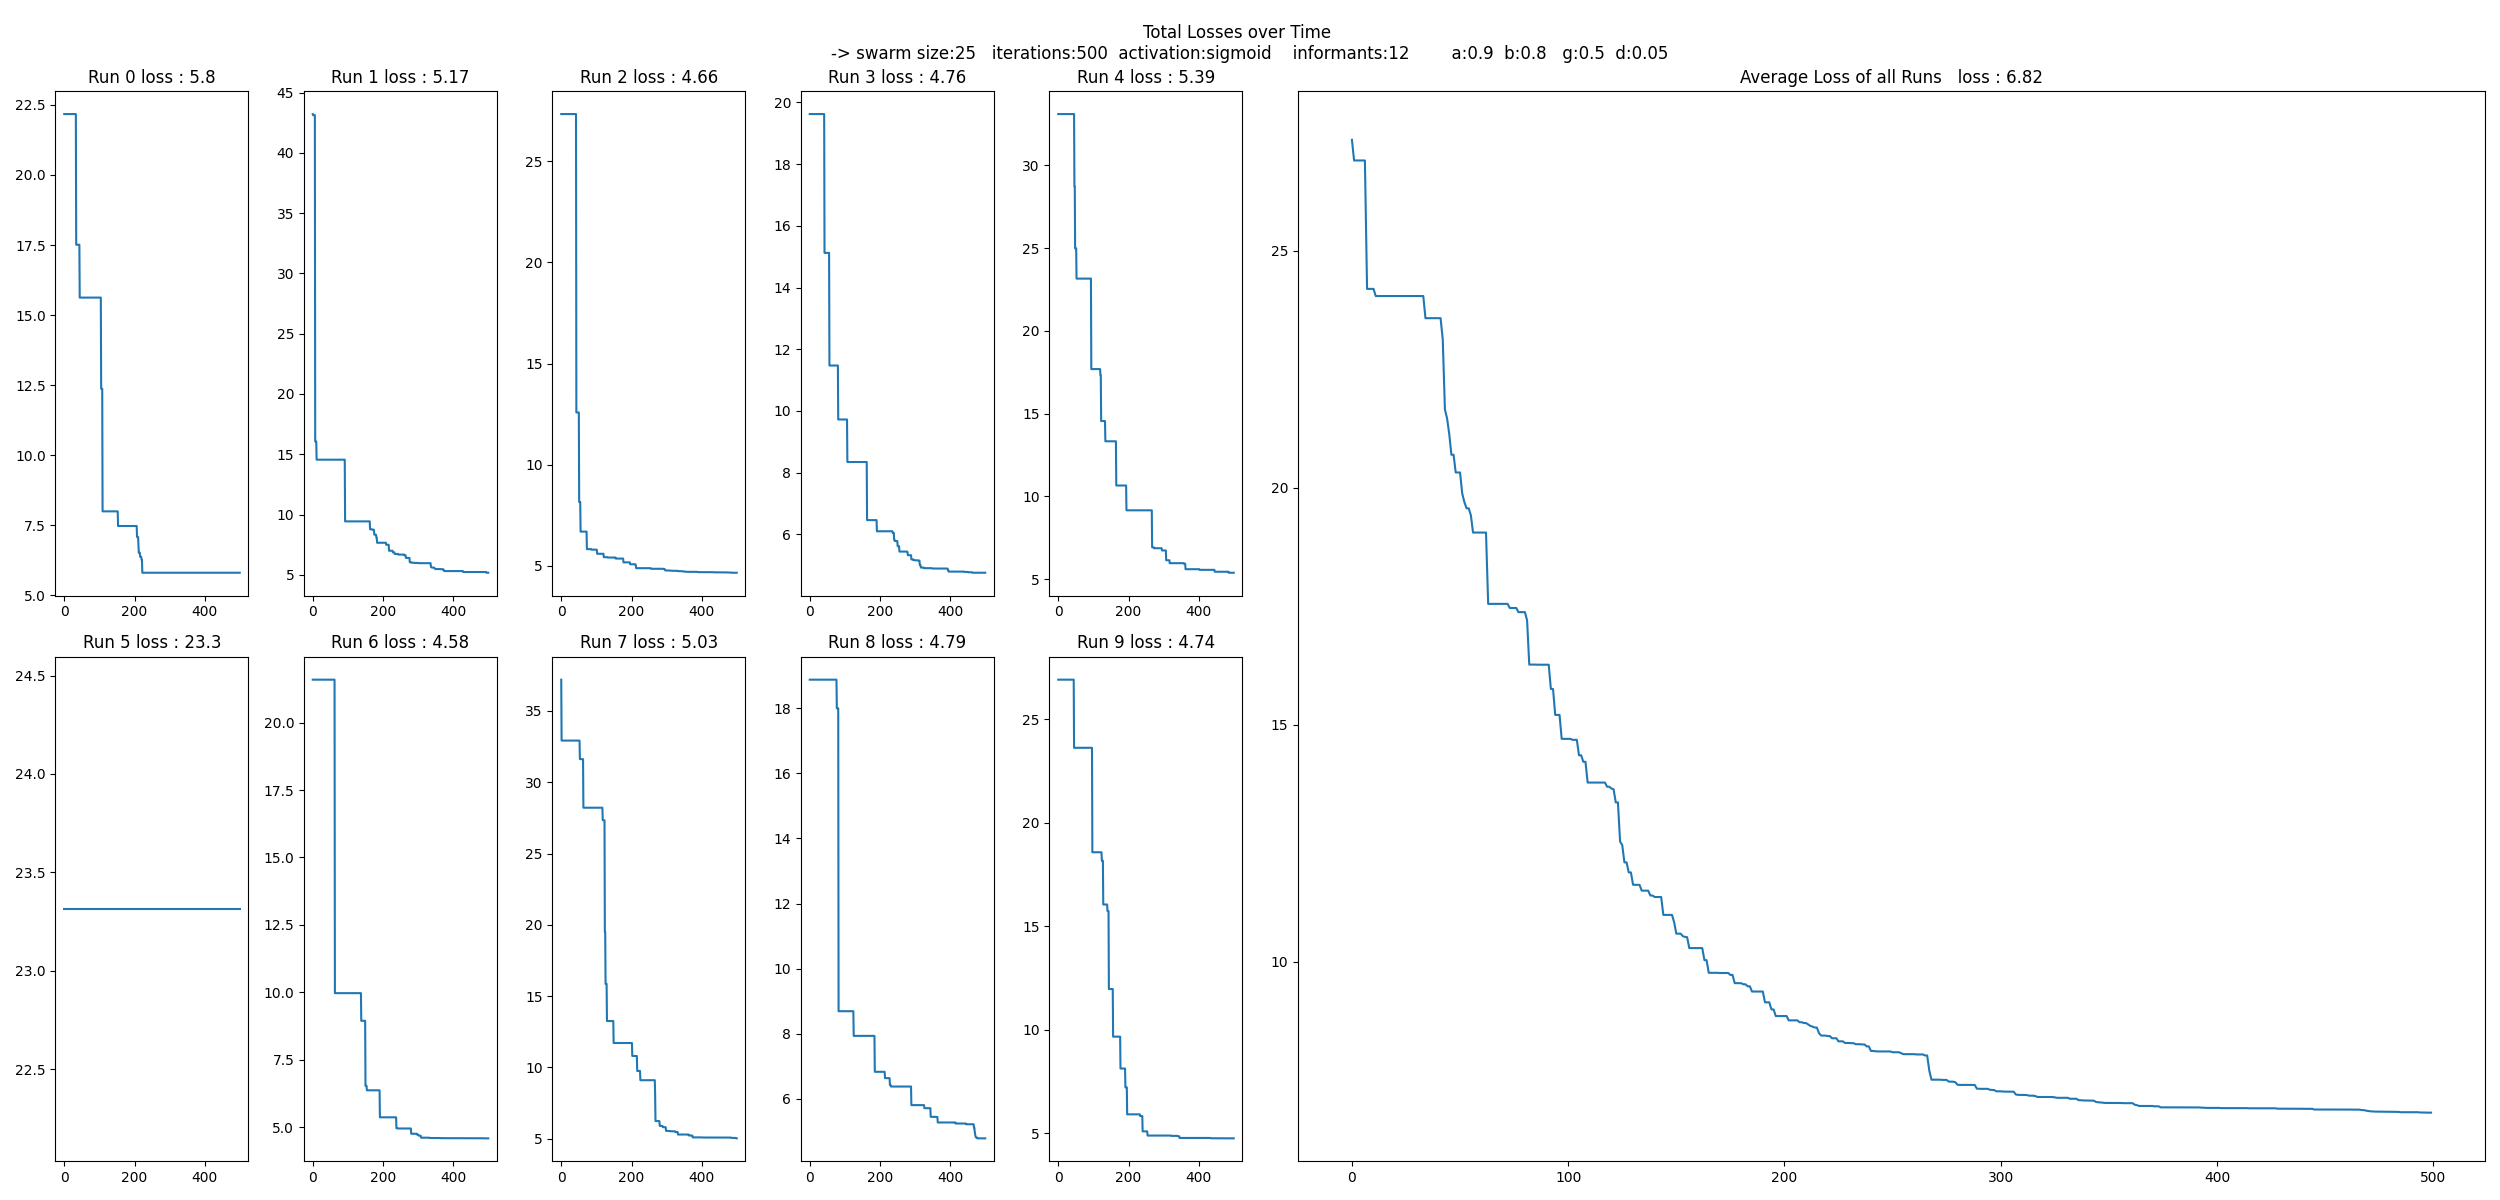 Total Losses over Time
-> swarm size:25   iterations:500  activation:sigmoid    informants:12        a:0.9  b:0.8   g:0.5  d:0.05
Run 0 loss : 5.8
22.5
20.0
17.5
15.0
12.5
10.0
7.5
5.0
0 200 400
Run 1 loss : 5.17
45
40
35
30
25
20
15
10
5
0 200 400
Run 2 loss : 4.66
25
20
15
10
5
0 200 400
Run 3 loss : 4.76
20
18
16
14
12
10
8
6
0 200 400
Run 4 loss : 5.39
30
25
20
15
10
5
0 200 400
Average Loss of all Runs   loss : 6.82
25
20
15
10
0 100 200 300 400 500
Run 5 loss : 23.3
24.5
24.0
23.5
23.0
22.5
0 200 400
Run 6 loss : 4.58
20.0
17.5
15.0
12.5
10.0
7.5
5.0
0 200 400
Run 7 loss : 5.03
35
30
25
20
15
10
5
0 200 400
Run 8 loss : 4.79
18
16
14
12
10
8
6
0 200 400
Run 9 loss : 4.74
25
20
15
10
5
0 200 400